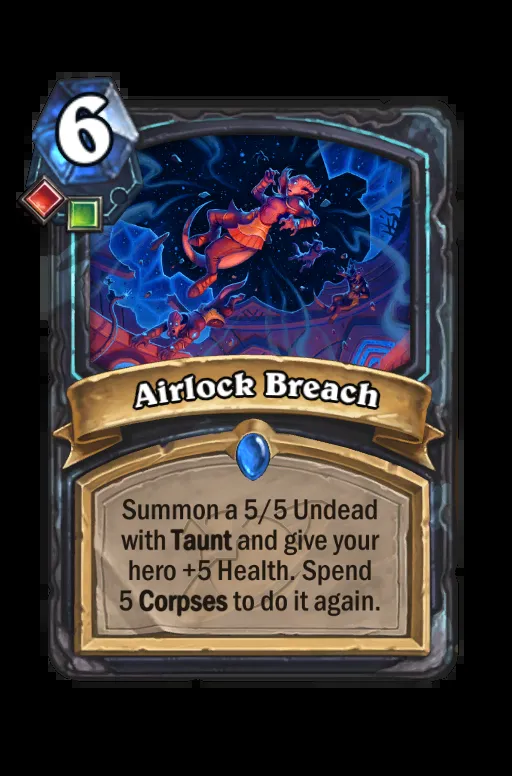 6
Airlock Breach
Summon a 5/5 Undead
with Taunt and give your
hero +5 Health. Spend
5 Corpses to do it again.